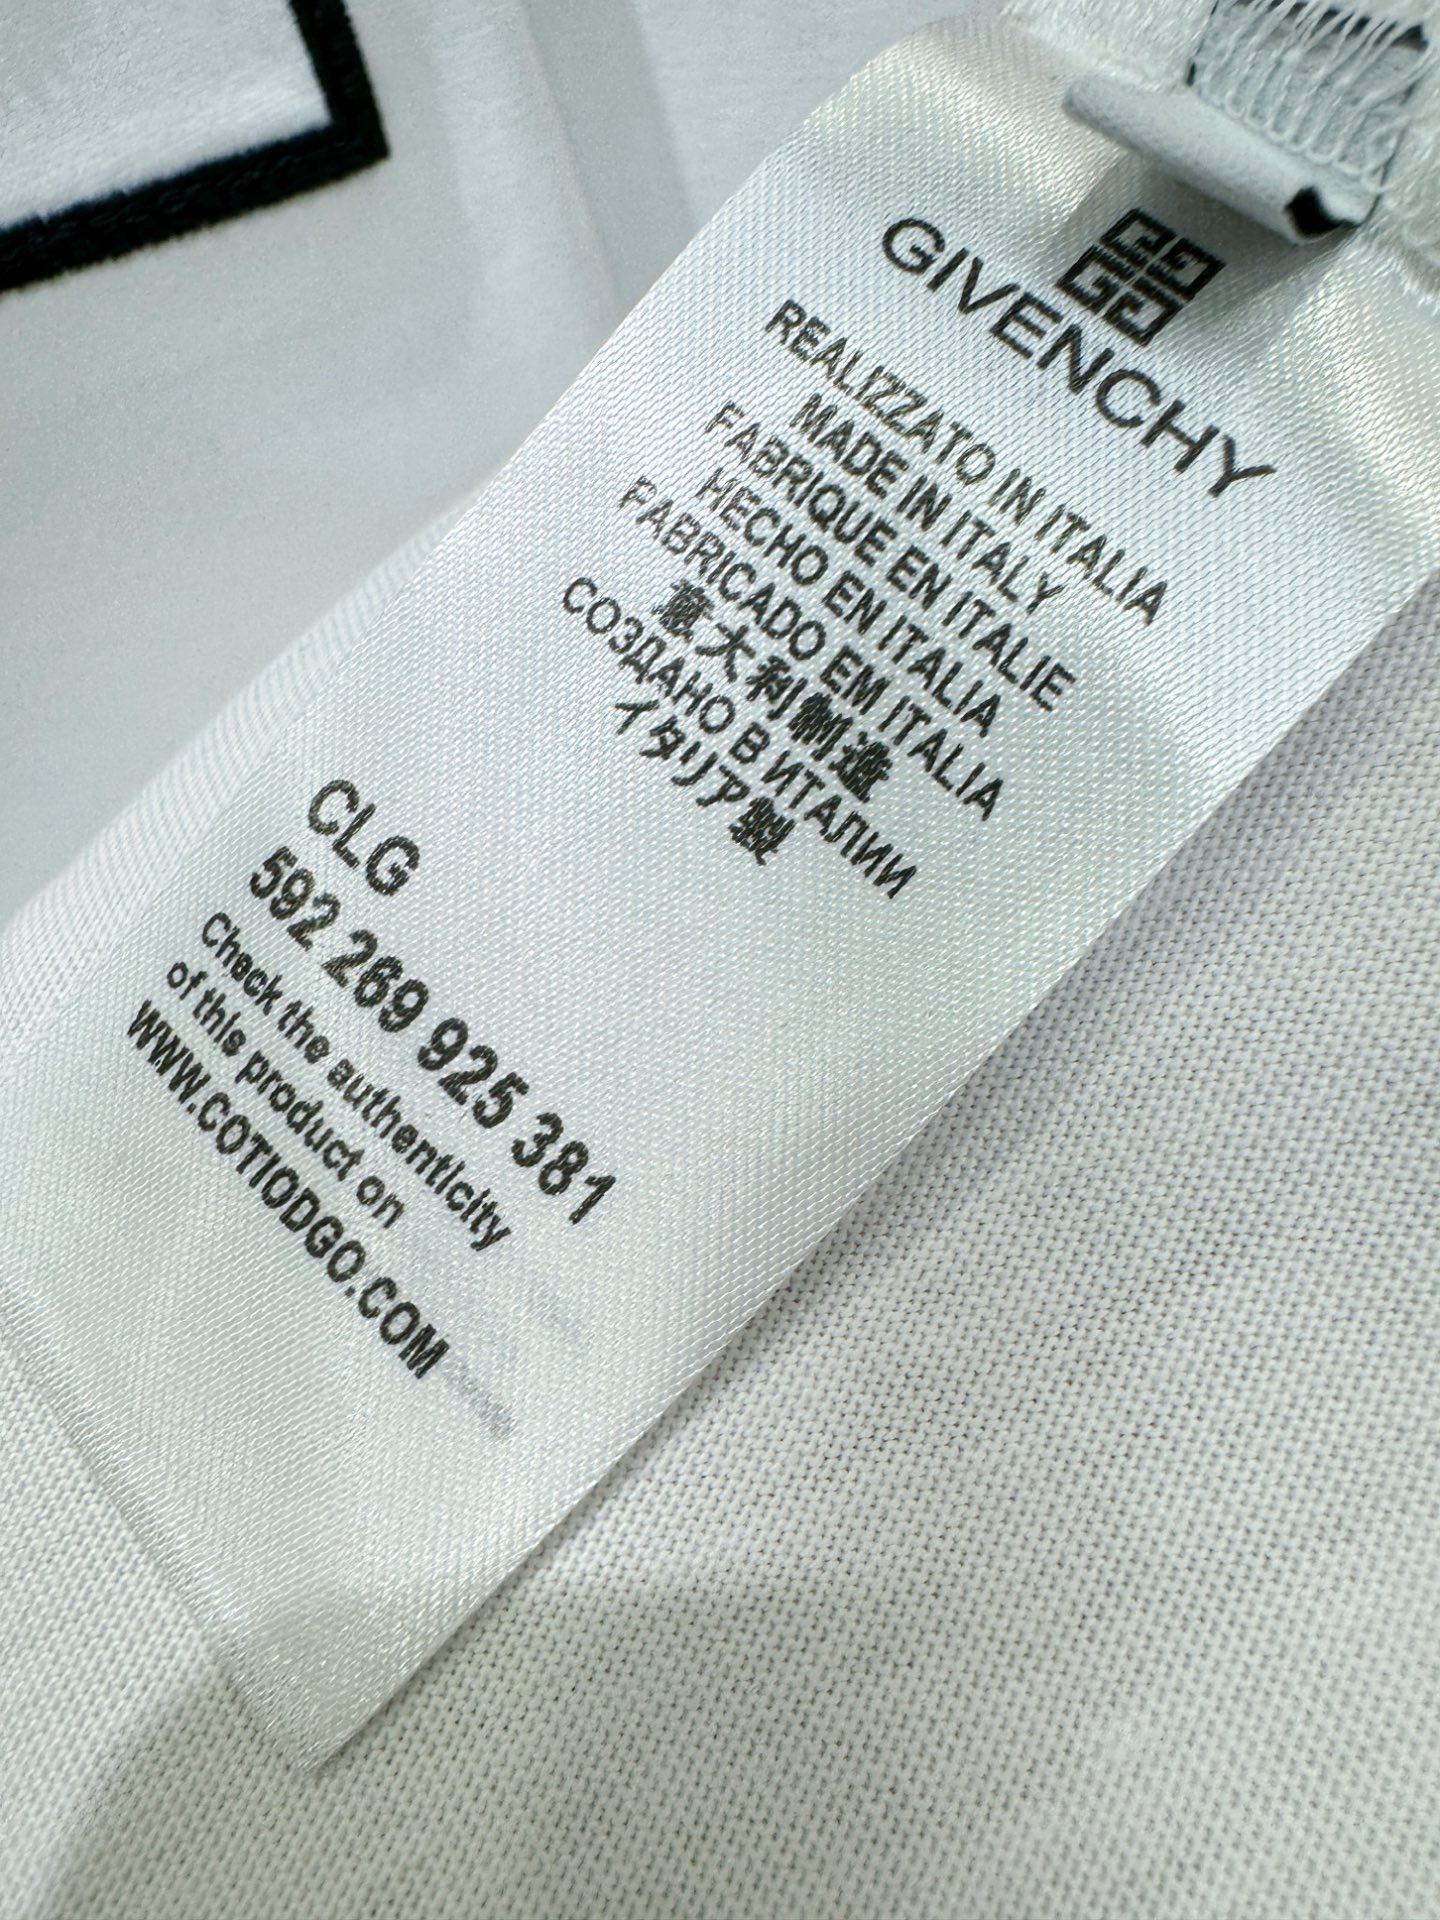 GIVENCHY
REALIZZATO IN ITALIA
MADE IN ITALY
FABRIQUE EN ITALIE
HECHO EN ITALIA
FABRICADO EM ITALIA
意大利制造
СОЗДАНО В ИТАЛИИ
イタリア製
CLG
592 269 925 381
Check the authenticity
of this product on
WWW.COTIODGO.COM